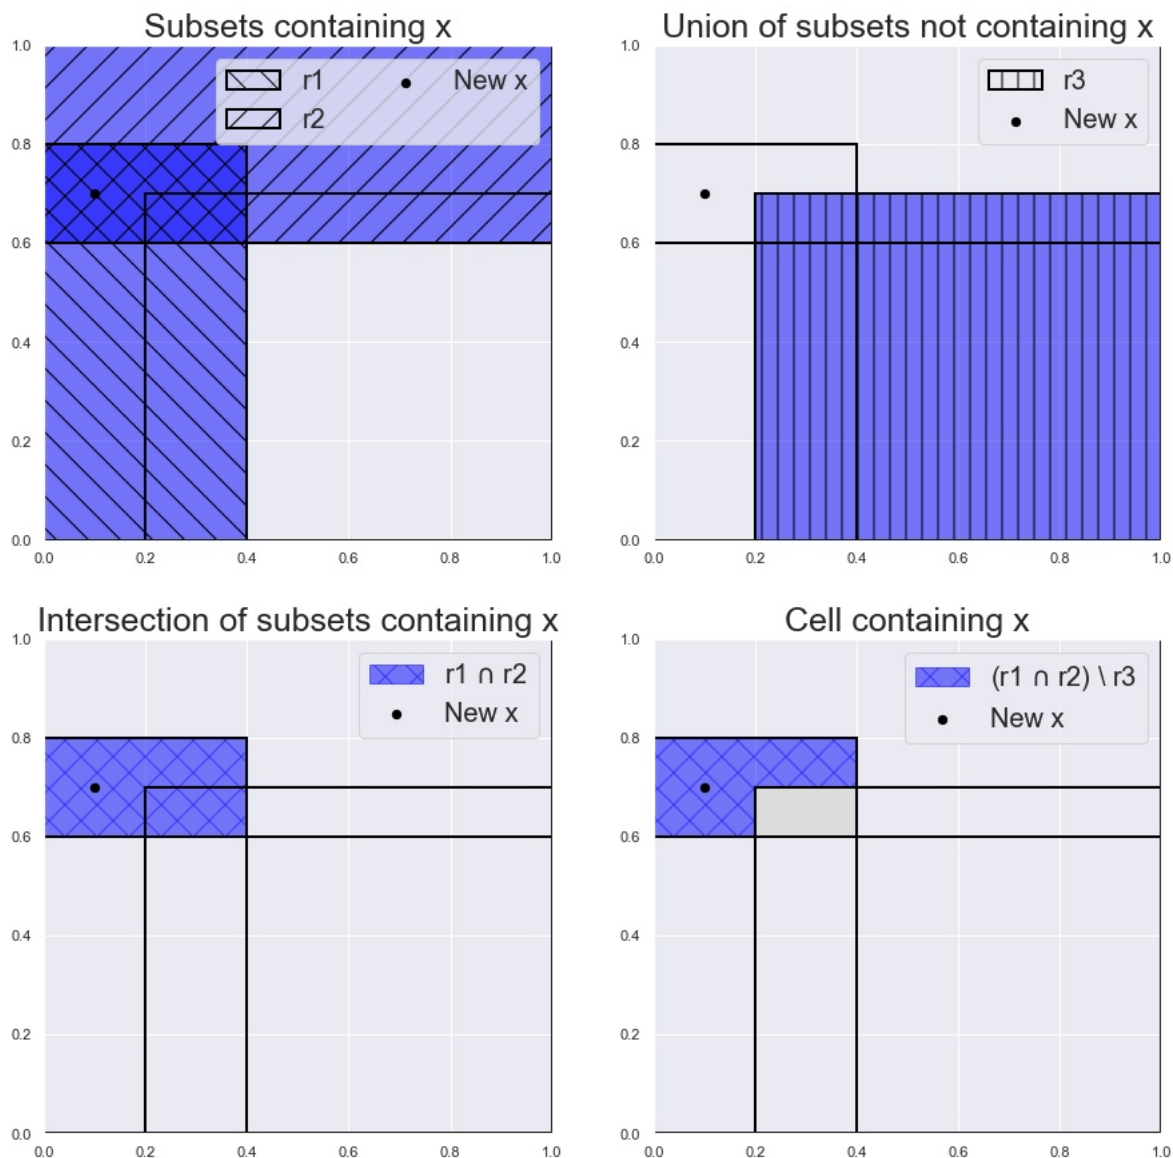 Subsets containing x
r1
New x
r2
1.0
0.8
0.6
0.4
0.2
0.0
0.0 0.2 0.4 0.6 0.8 1.0
Union of subsets not containing x
r3
New x
1.0
0.8
0.6
0.4
0.2
0.0
0.0 0.2 0.4 0.6 0.8 1.0
Intersection of subsets containing x
r1 ∩ r2
New x
1.0
0.8
0.6
0.4
0.2
0.0
0.0 0.2 0.4 0.6 0.8 1.0
Cell containing x
(r1 ∩ r2) \ r3
New x
1.0
0.8
0.6
0.4
0.2
0.0
0.0 0.2 0.4 0.6 0.8 1.0